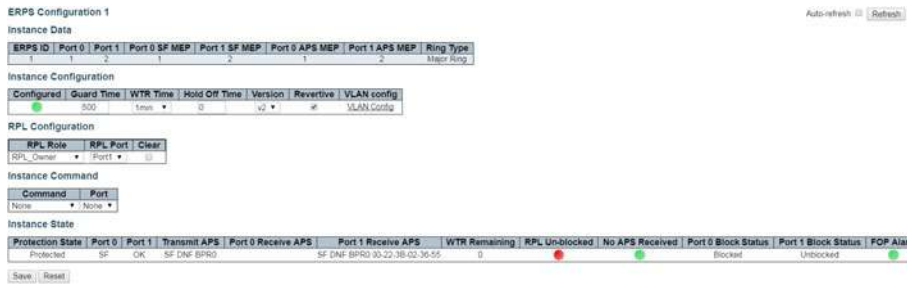 ERPS Configuration 1
Auto-refresh Refresh
Instance Data
ERPS ID Port 0 Port 1 Port 0 SF MEP Port 1 SF MEP Port 0 APS MEP Port 1 APS MEP Ring Type
1 1 2 1 2 1 2 Major Ring
Instance Configuration
Configured Guard Time WTR Time Hold Off Time Version Revertive VLAN config
500 1min 0 v2 VLAN Config
RPL Configuration
RPL Role RPL Port Clear
RPL_Owner Port1
Instance Command
Command Port
None None
Instance State
Protection State Port 0 Port 1 Transmit APS Port 0 Receive APS Port 1 Receive APS WTR Remaining RPL Un-blocked No APS Received Port 0 Block Status Port 1 Block Status FOP Alar
Protected SF OK SF DNF BPR0 SF DNF BPR0 00-22-3B-02-36-55 0 Blocked Unblocked
Save Reset